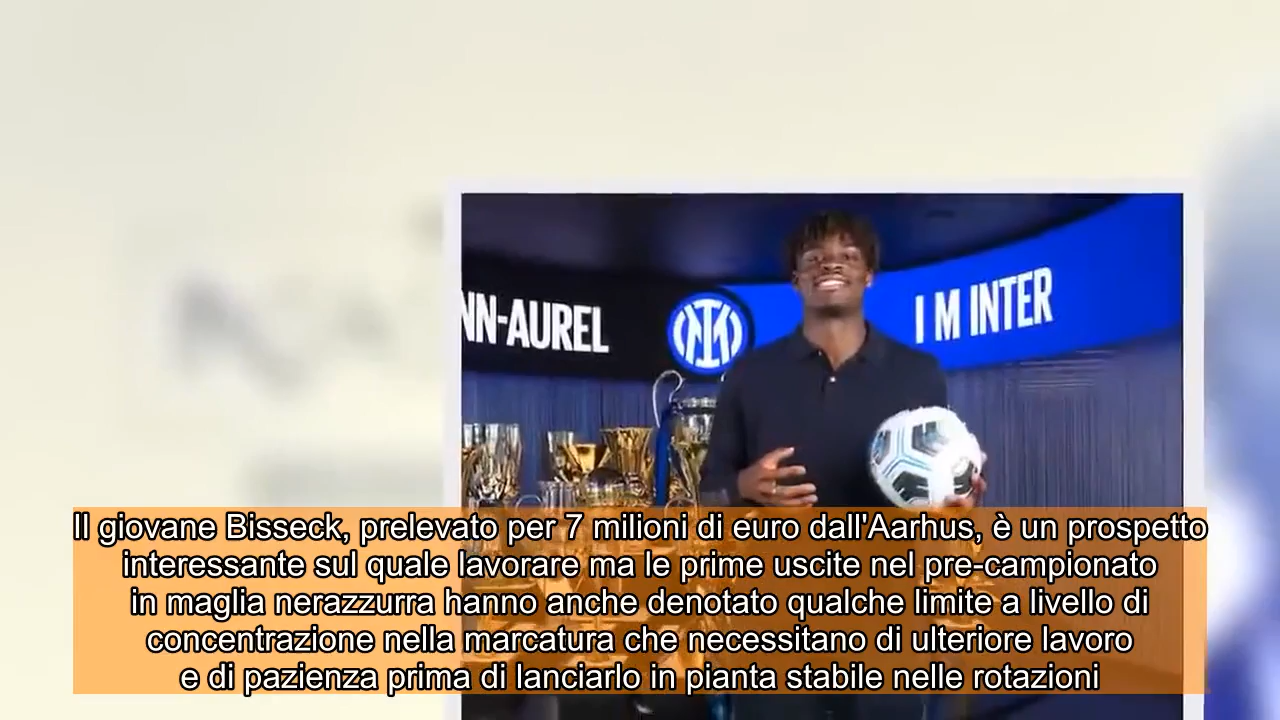 NN-AUREL
I M INTER
Il giovane Bisseck, prelevato per 7 milioni di euro dall'Aarhus, è un prospetto
interessante sul quale lavorare ma le prime uscite nel pre-campionato
in maglia nerazzurra hanno anche denotato qualche limite a livello di
concentrazione nella marcatura che necessitano di ulteriore lavoro
e di pazienza prima di lanciarlo in pianta stabile nelle rotazioni